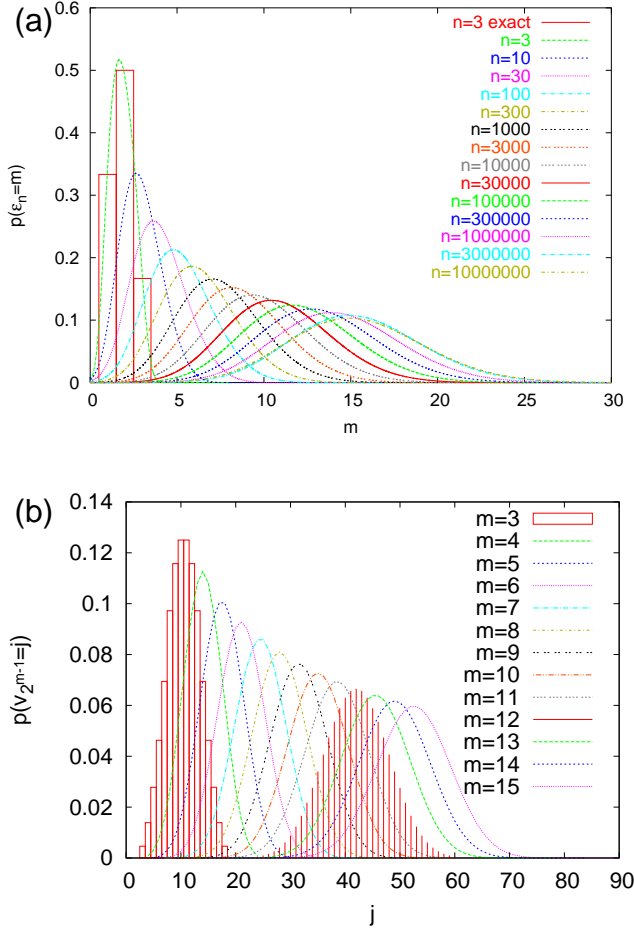 (a)
0.6
0.5
0.4
0.3
0.2
0.1
0
p(εn=m)
n=3 exact
n=3
n=10
n=30
n=100
n=300
n=1000
n=3000
n=10000
n=30000
n=100000
n=300000
n=1000000
n=3000000
n=10000000
0 5 10 15 20 25 30
m
(b)
0.14
0.12
0.1
0.08
0.06
0.04
0.02
0
p(v2m-1=j)
m=3
m=4
m=5
m=6
m=7
m=8
m=9
m=10
m=11
m=12
m=13
m=14
m=15
0 10 20 30 40 50 60 70 80 90
j